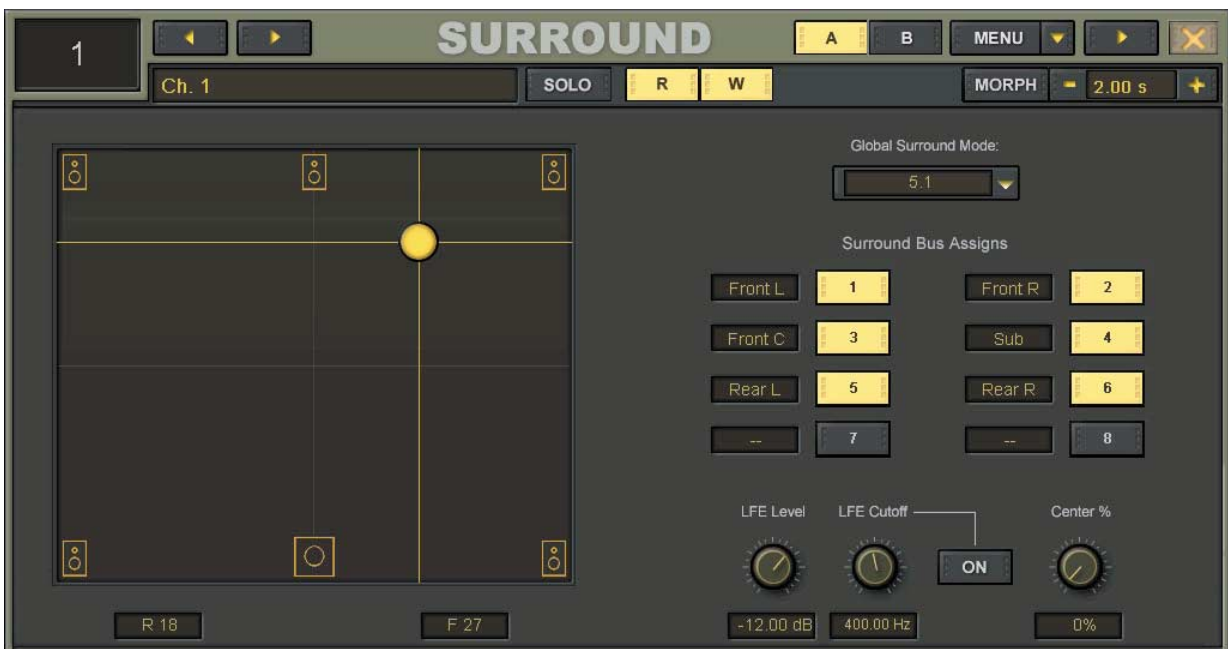 1
SURROUND
A B MENU
Ch. 1 SOLO R W MORPH - 2.00 s +
Global Surround Mode:
5.1
Surround Bus Assigns
Front L 1 Front R 2
Front C 3 Sub 4
Rear L 5 Rear R 6
-- 7 -- 8
LFE Level LFE Cutoff Center %
ON
R 18 F 27 -12.00 dB 400.00 Hz 0%